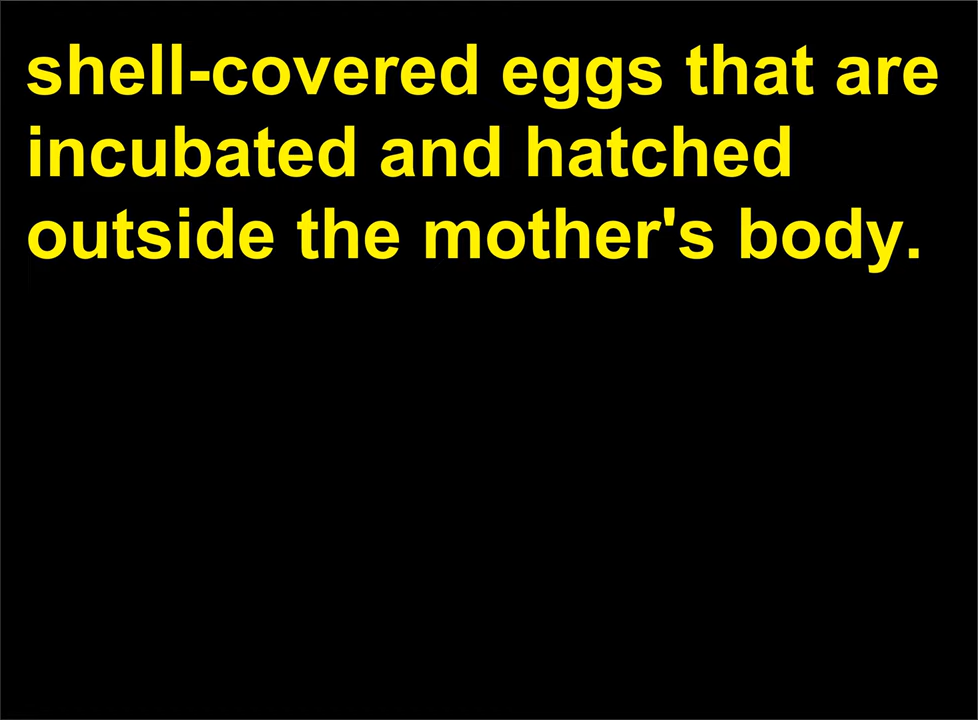 shell-covered eggs that are
incubated and hatched
outside the mother's body.